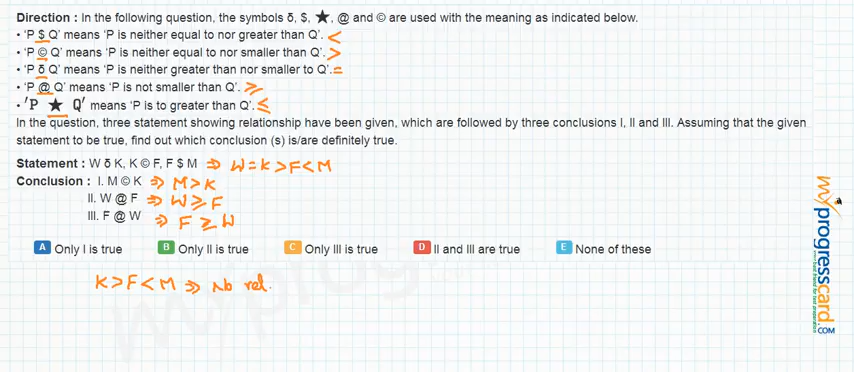 Direction : In the following question, the symbols δ, $, ★, @ and © are used with the meaning as indicated below.
• 'P $ Q' means 'P is neither equal to nor greater than Q'. <
• 'P © Q' means 'P is neither equal to nor smaller than Q'. >
• 'P δ Q' means 'P is neither greater than nor smaller to Q'. =
• 'P @ Q' means 'P is not smaller than Q'. ≥
• 'P ★ Q' means 'P is to greater than Q'. ≤
In the question, three statement showing relationship have been given, which are followed by three conclusions I, II and III. Assuming that the given
statement to be true, find out which conclusion (s) is/are definitely true.
Statement : W δ K, K © F, F $ M ⇒ W = K > F < M
Conclusion : I. M © K ⇒ M > K
II. W @ F ⇒ W ≥ F
III. F @ W ⇒ F ≥ W
A Only I is true B Only II is true C Only III is true D II and III are true E None of these
K > F < M ⇒ No rel.
myprogresscard.COM